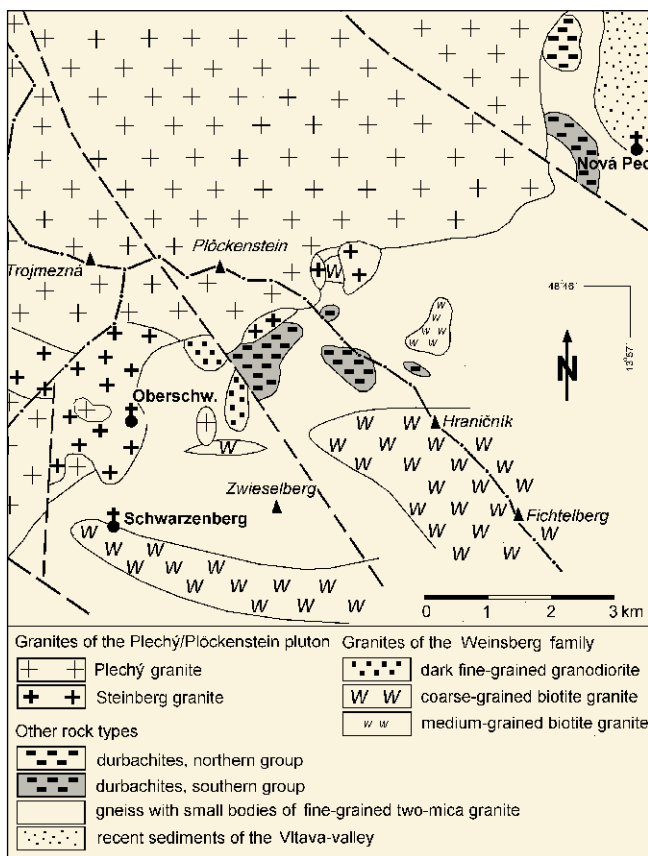 Nová Pec
Plöckenstein
Trojmezná
W
48°46'
13°57'
N
Oberschw.
Hraničník
W
Zwieselberg
Schwarzenberg
Fichtelberg
0 1 2 3 km
Granites of the Plechý/Plöckenstein pluton
Plechý granite
Steinberg granite
Other rock types
durbachites, northern group
durbachites, southern group
gneiss with small bodies of fine-grained two-mica granite
recent sediments of the Vltava-valley
Granites of the Weinsberg family
dark fine-grained granodiorite
W W coarse-grained biotite granite
w w medium-grained biotite granite